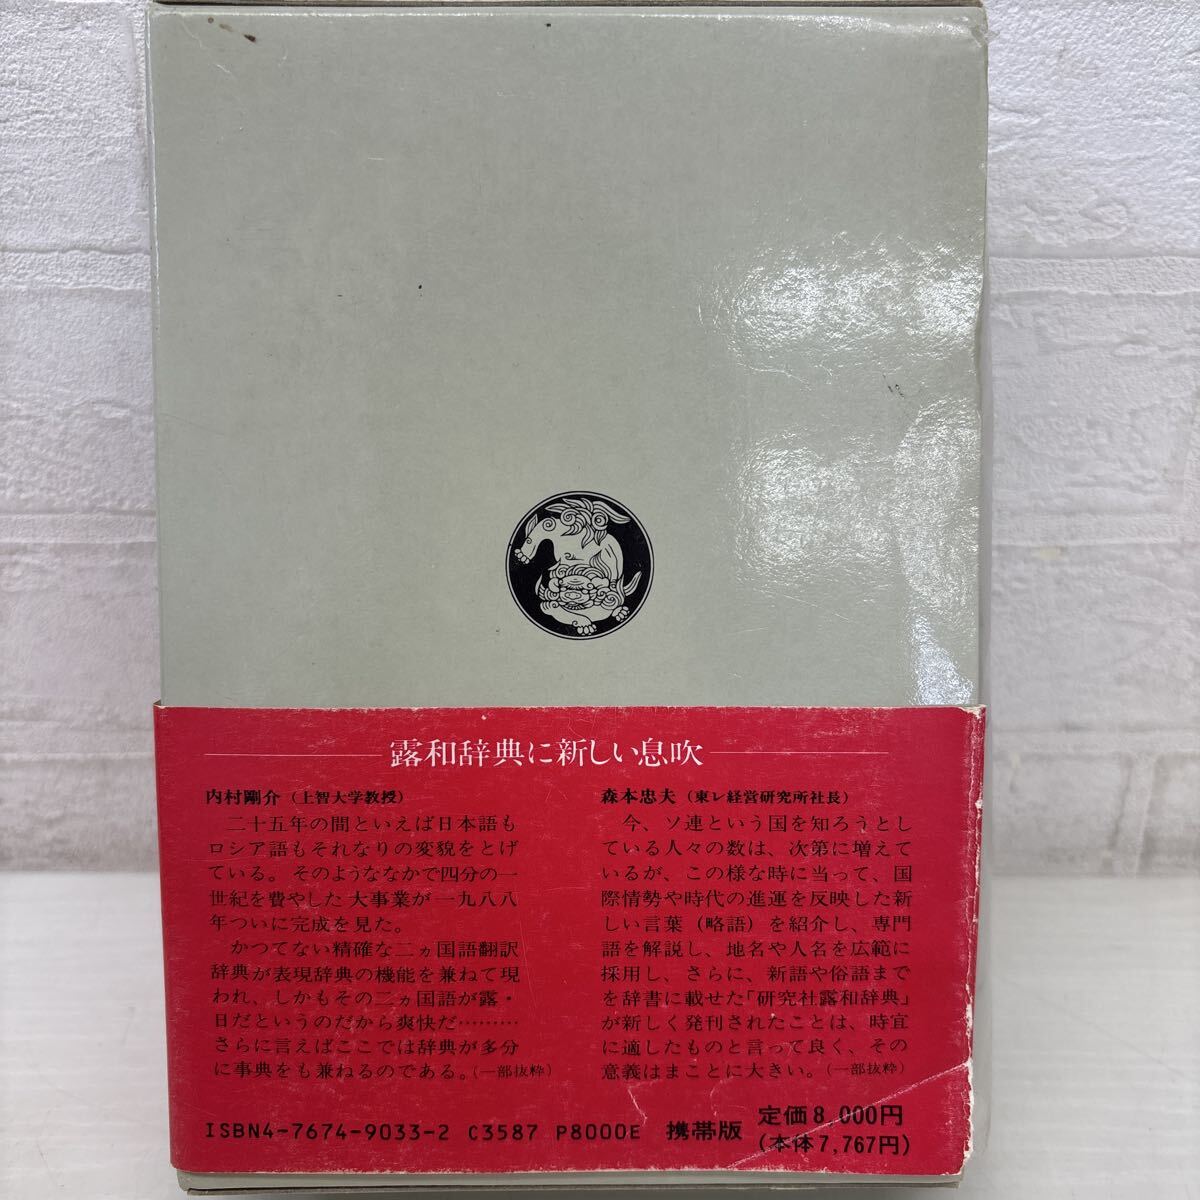 露和辞典に新しい息吹
内村剛介（上智大学教授）
二十五年の間といえば日本語も
ロシア語もそれなりの変貌をとげ
ている。そのようななかで四分の一
世紀を費やした大事業が一九八八
年ついに完成を見た。
かつてない精確な二ヵ国語翻訳
辞典が表現辞典の機能を兼ねて現
われ、しかもその二ヵ国語が露・
日だというのだから爽快だ………
さらに言えばここでは辞典が多分
に事典をも兼ねるのである。（一部抜粋）
森本忠夫（東レ経営研究所社長）
今、ソ連という国を知ろうとし
ている人々の数は、次第に増えて
いるが、この様な時に当って、国
際情勢や時代の進運を反映した新
しい言葉（略語）を紹介し、専門
語を解説し、地名や人名を広範に
採用し、さらに、新語や俗語まで
を辞書に載せた「研究社露和辞典」
が新しく発刊されたことは、時宜
に適したものと言って良く、その
意義はまことに大きい。（一部抜粋）
ISBN4-7674-9033-2 C3587 P8000E 携帯版 定価8,000円
（本体7,767円）